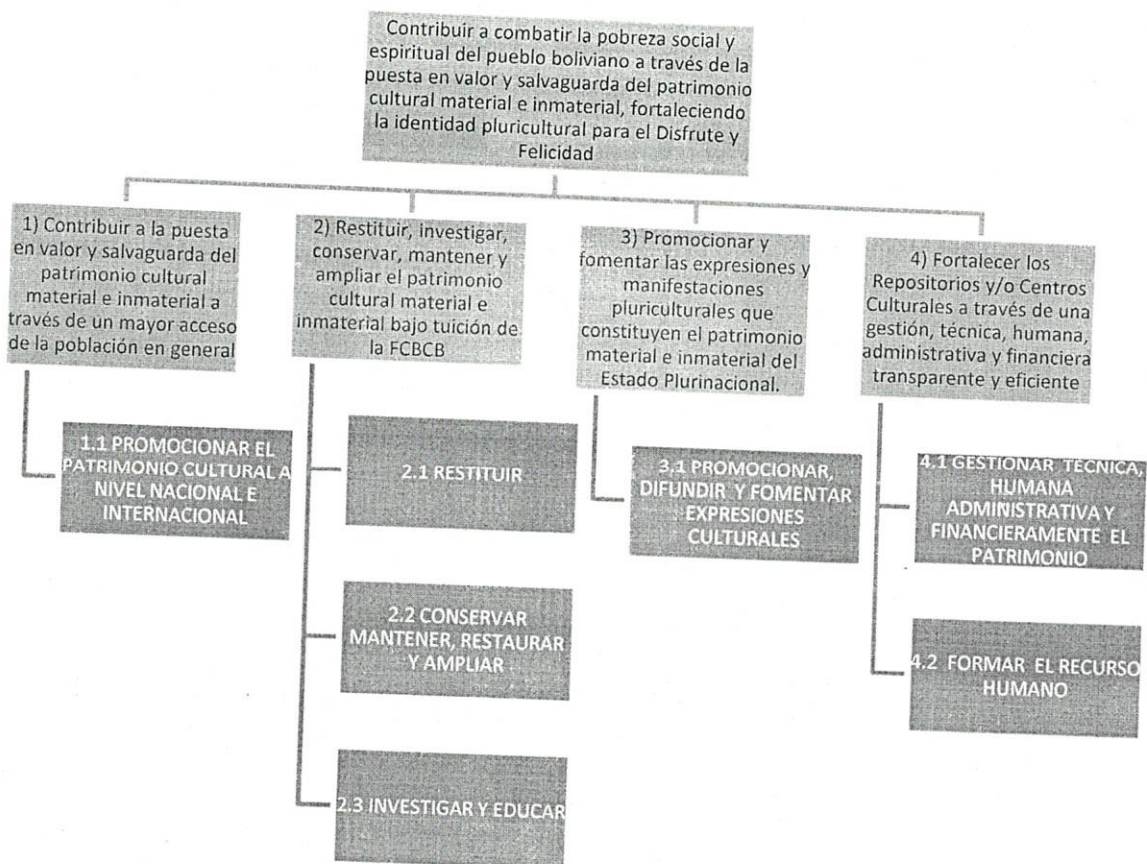 Contribuir a combatir la pobreza social y
espiritual del pueblo boliviano a través de la
puesta en valor y salvaguarda del patrimonio
cultural material e inmaterial, fortaleciendo
la identidad pluricultural para el Disfrute y
Felicidad
1) Contribuir a la puesta
en valor y salvaguarda del
patrimonio cultural
material e inmaterial a
través de un mayor acceso
de la población en general
1.1 PROMOCIONAR EL
PATRIMONIO CULTURAL A
NIVEL NACIONAL E
INTERNACIONAL
2) Restituir, investigar,
conservar, mantener y
ampliar el patrimonio
cultural material e
inmaterial bajo tuición de
la FCBCB
2.1 RESTITUIR
2.2 CONSERVAR
MANTENER, RESTAURAR
Y AMPLIAR
2.3 INVESTIGAR Y EDUCAR
3) Promocionar y
fomentar las expresiones y
manifestaciones
pluriculturales que
constituyen el patrimonio
material e inmaterial del
Estado Plurinacional.
3.1 PROMOCIONAR,
DIFUNDIR Y FOMENTAR
EXPRESIONES
CULTURALES
4) Fortalecer los
Repositorios y/o Centros
Culturales a través de una
gestión, técnica, humana,
administrativa y financiera
transparente y eficiente
4.1 GESTIONAR TÉCNICA,
HUMANA
ADMINISTRATIVA Y
FINANCIERAMENTE EL
PATRIMONIO
4.2 FORMAR EL RECURSO
HUMANO